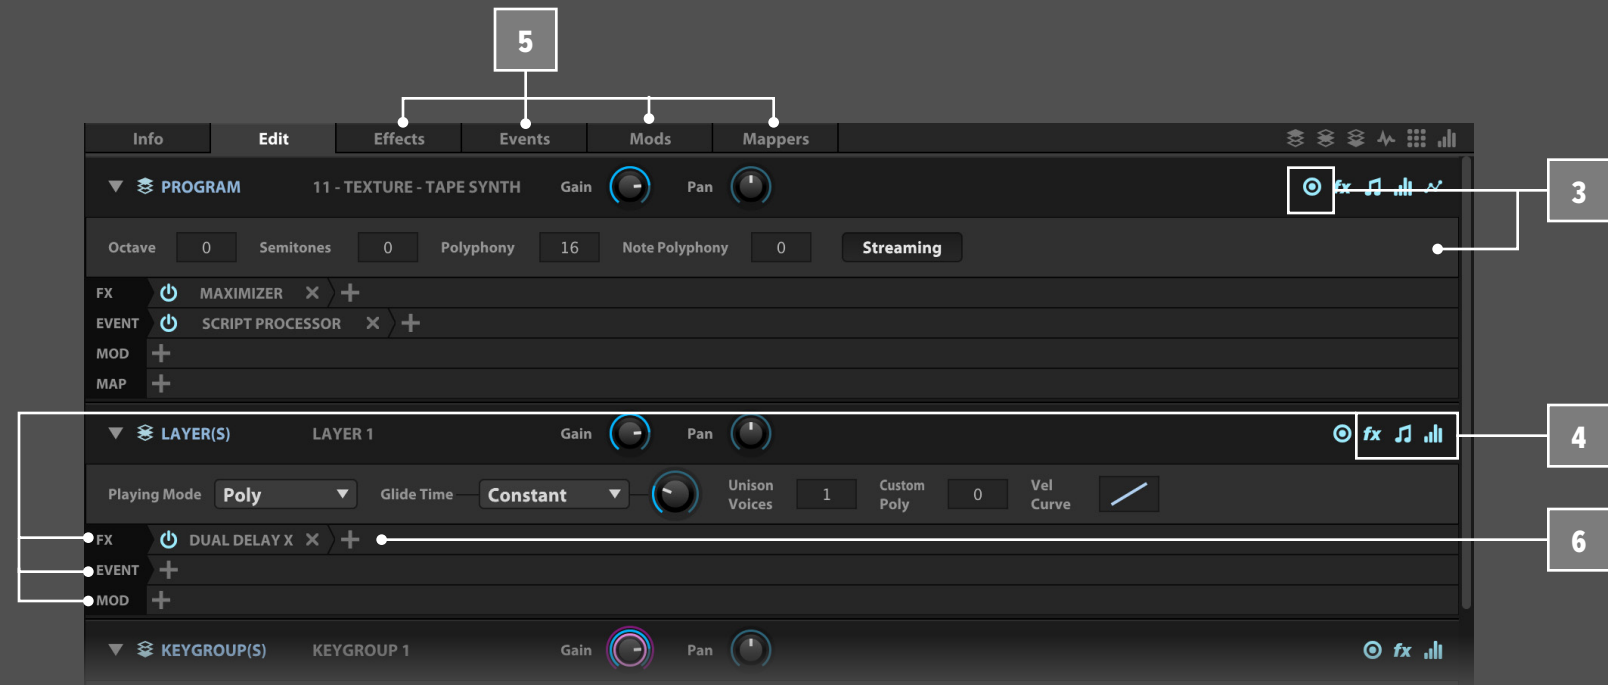 5
Info Edit Effects Events Mods Mappers
PROGRAM 11 - TEXTURE - TAPE SYNTH Gain Pan fx
3
Octave 0 Semitones 0 Polyphony 16 Note Polyphony 0 Streaming
FX MAXIMIZER
EVENT SCRIPT PROCESSOR
MOD
MAP
LAYER(S) LAYER 1 Gain Pan fx
4
Playing Mode Poly Glide Time Constant Unison Voices 1 Custom Poly 0 Vel Curve
FX DUAL DELAY X
6
EVENT
MOD
KEYGROUP(S) KEYGROUP 1 Gain Pan fx